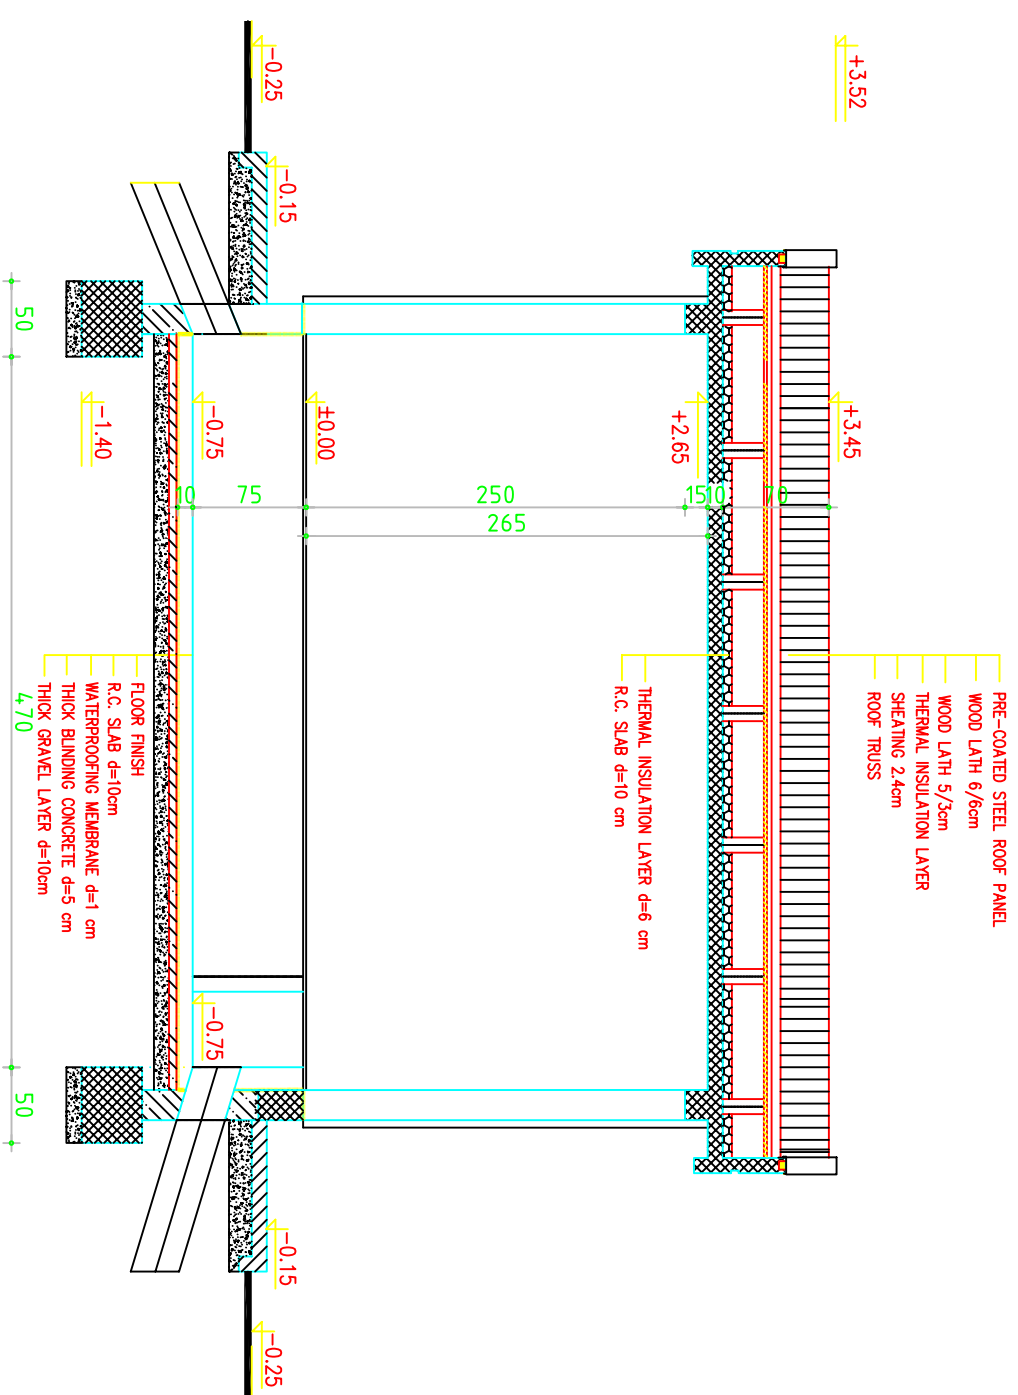 +3.52
-0.25
-0.15
+3.45
+2.65
±0.00
-0.75
-1.40
-0.75
-0.15
-0.25
50
470
50
10
75
250
15
10
70
265
PRE-COATED STEEL ROOF PANEL
WOOD LATH 6/6cm
WOOD LATH 5/3cm
THERMAL INSULATION LAYER
SHEATING 2.4cm
ROOF TRUSS
THERMAL INSULATION LAYER d=6 cm
R.C. SLAB d=10 cm
FLOOR FINISH
R.C. SLAB d=10cm
WATERPROOFING MEMBRANE d=1 cm
THICK BLINDING CONCRETE d=5 cm
THICK GRAVEL LAYER d=10cm